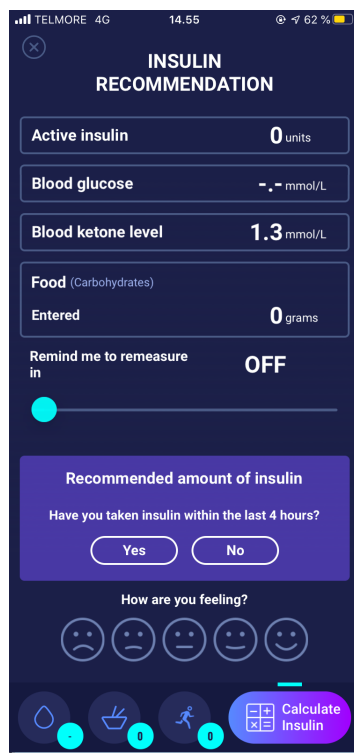 TELMORE 4G 14.55 62 %
INSULIN
RECOMMENDATION
Active insulin 0 units
Blood glucose -.- mmol/L
Blood ketone level 1.3 mmol/L
Food (Carbohydrates)
Entered 0 grams
Remind me to remeasure
in OFF
Recommended amount of insulin
Have you taken insulin within the last 4 hours?
Yes No
How are you feeling?
- 0 0
Calculate
Insulin